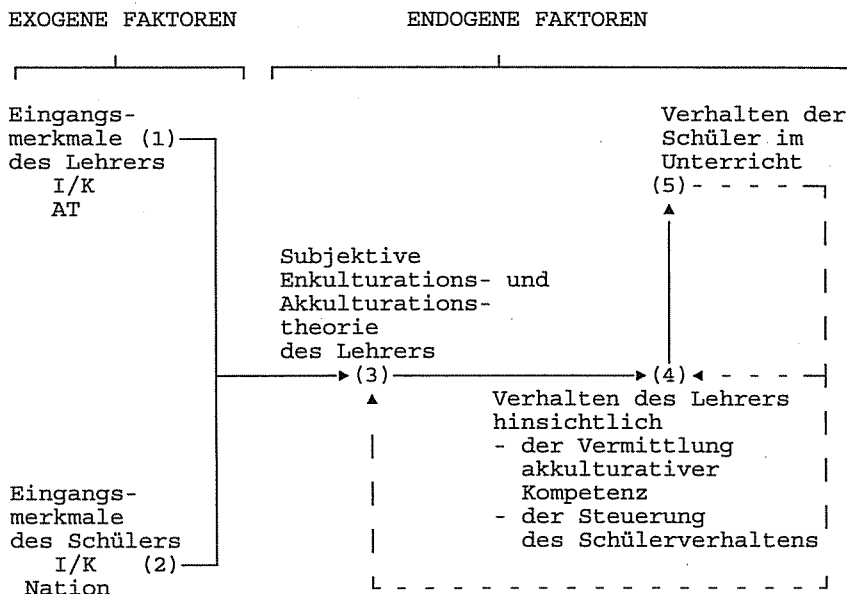 EXOGENE FAKTOREN
ENDOGENE FAKTOREN
Eingangs-
merkmale (1)
des Lehrers
I/K
AT
Verhalten der
Schüler im
Unterricht
(5)
Subjektive
Enkulturations- und
Akkulturations-
theorie
des Lehrers
(3)
(4)
Verhalten des Lehrers
hinsichtlich
- der Vermittlung
akkulturativer
Kompetenz
- der Steuerung
des Schülerverhaltens
Eingangs-
merkmale
des Schülers
I/K (2)
Nation